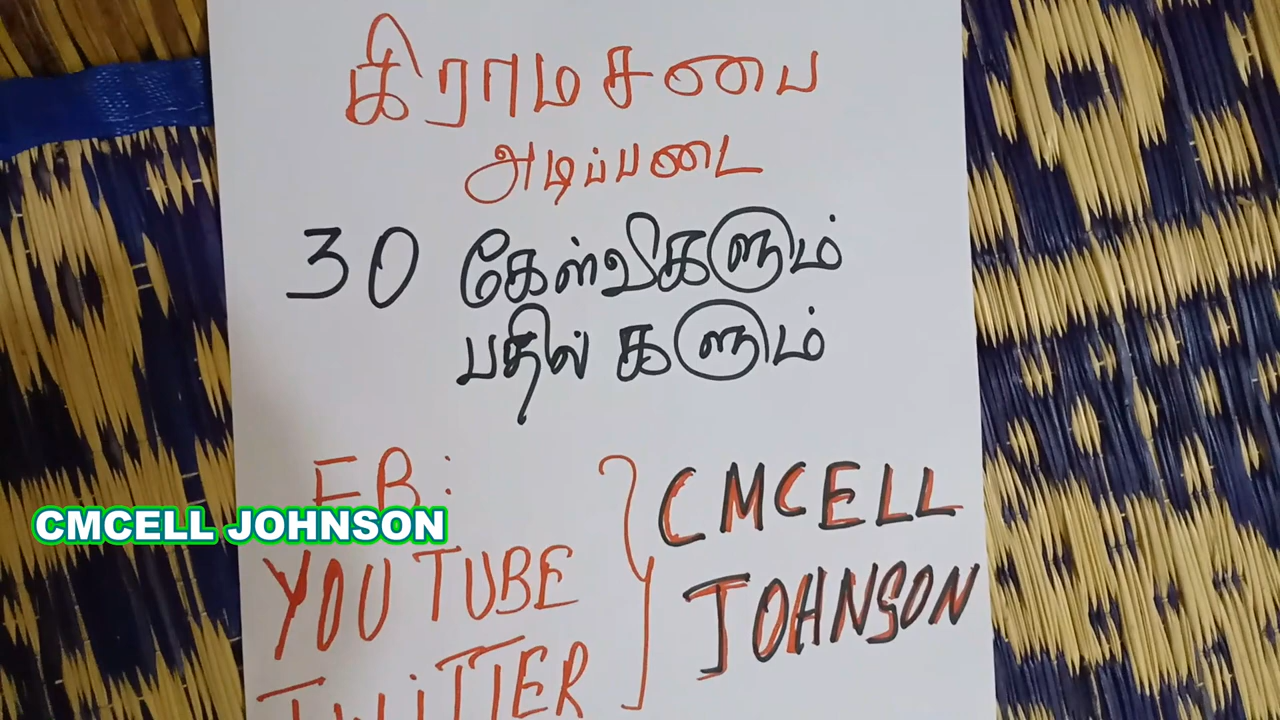 கிராமசபை
அடிப்படை
30 கேள்விகளும்
பதில்களும்
FB:
CMCELL JOHNSON
YOUTUBE
TWITTER
CMCELL
JOHNSON